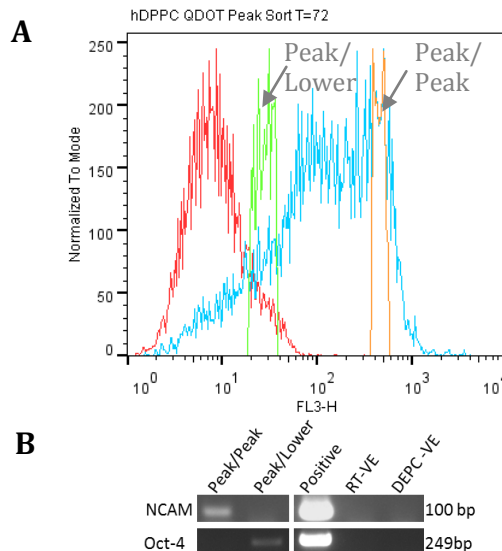 hDPPC QDOT Peak Sort T=72
A
Peak/ Peak/
Lower Peak
250
200
150
100
50
0
Normalized To Mode
10^0 10^1 10^2 10^3 10^4
FL3-H
B
Peak/Peak Peak/Lower Positive RT-VE DEPC -VE
NCAM 100 bp
Oct-4 249bp